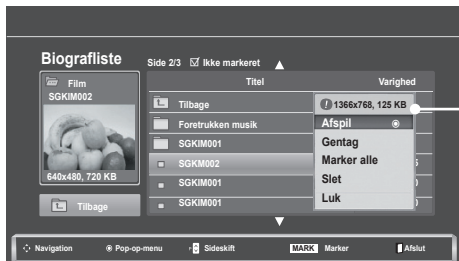 Biografliste
Side 2/3 Ikke markeret
Film
SGKIM002
640x480, 720 KB
Tilbage
Titel Varighed
Tilbage
Foretrukken musik
SGKIM001
SGKM002
SGKIM001
SGKIM001
1366x768, 125 KB
Afspil
Gentag
Marker alle
Slet
Luk
Navigation Pop-op-menu Sideskift MARK Marker Afslut